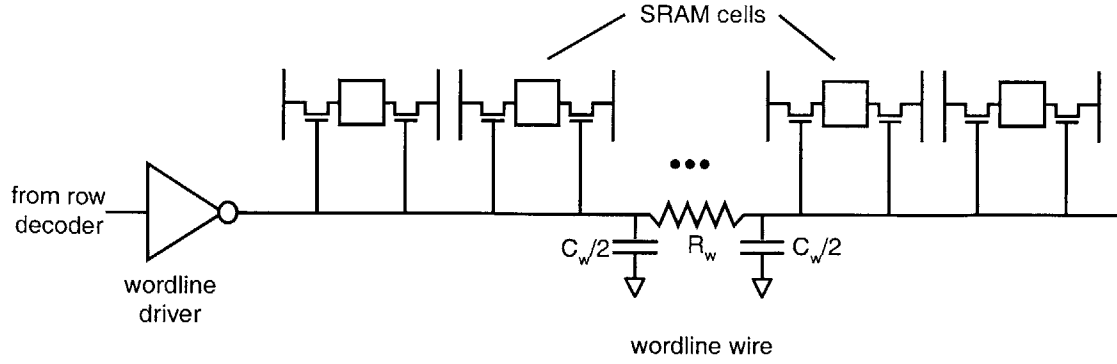 SRAM cells
from row
decoder
C_w/2
R_w
C_w/2
wordline
driver
wordline wire